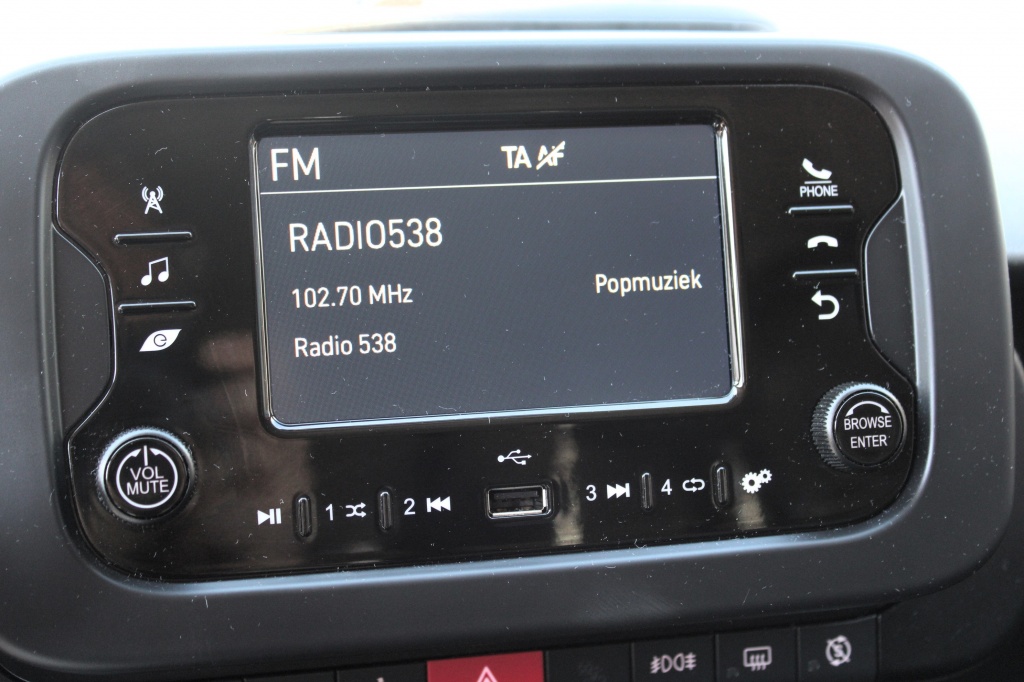 FM TA AF
RADIO538
102.70 MHz Popmuziek
Radio 538
PHONE
e
VOL
MUTE
BROWSE
ENTER
1 2 3 4